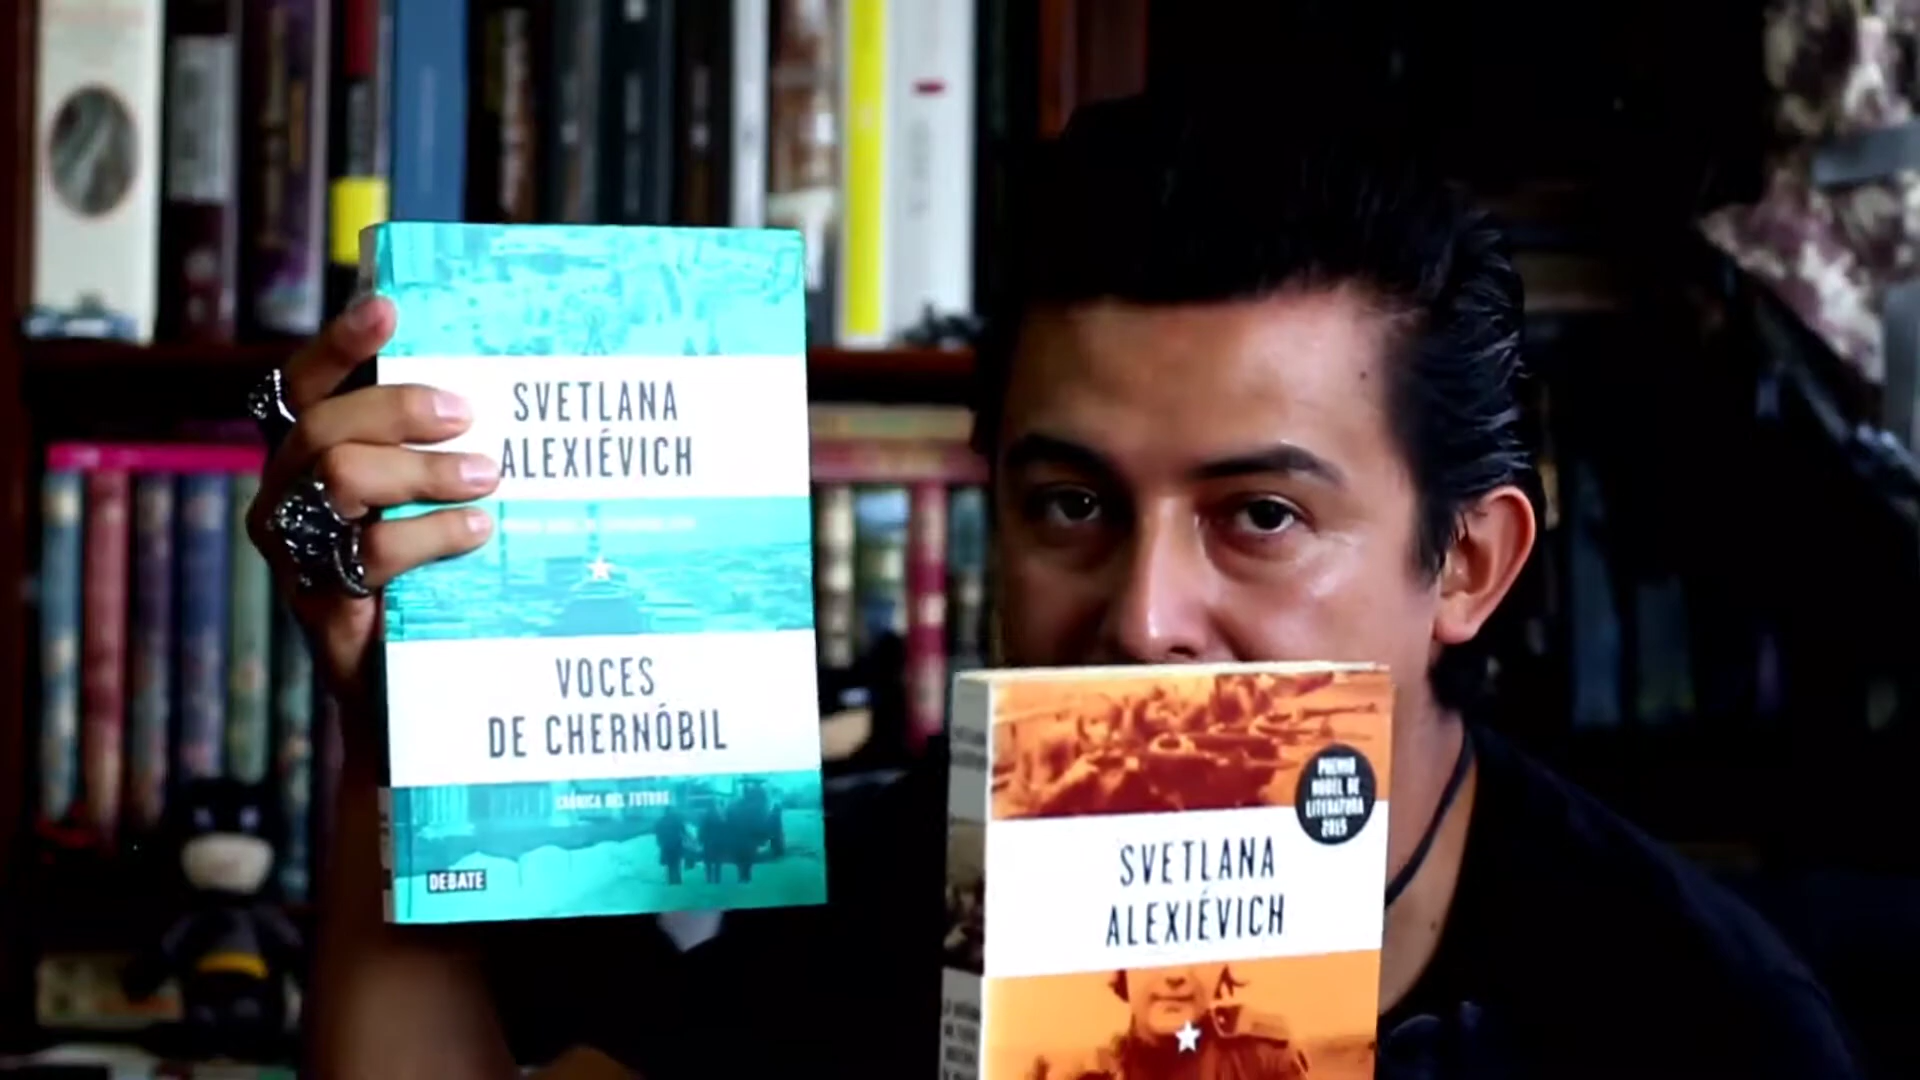 SVETLANA
ALEXIÉVICH
VOCES
DE CHERNÓBIL
CRÓNICA DEL FUTURO
DEBATE
PREMIO
NOBEL DE
LITERATURA
2015
SVETLANA
ALEXIÉVICH